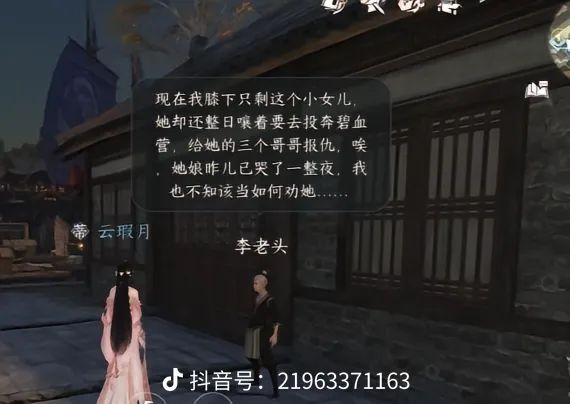 现在我膝下只剩这个小女儿，
她却还整日嚷着要去投奔碧血
营，给她的三个哥哥报仇，唉
，她娘昨儿已哭了一整夜，我
也不知该当如何劝她……
云瑕月
李老头
抖音号：21963371163